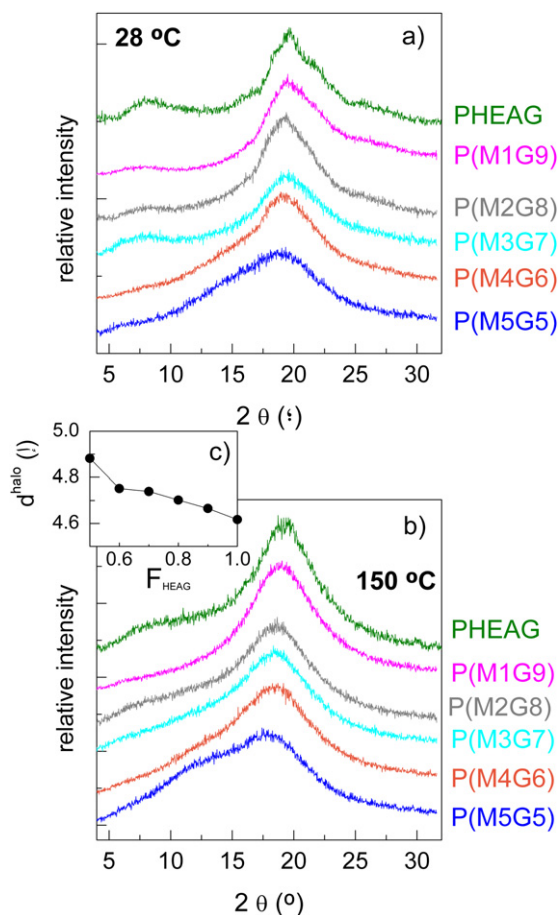 28 ºC
a)
relative intensity
PHEAG
P(M1G9)
P(M2G8)
P(M3G7)
P(M4G6)
P(M5G5)
5 10 15 20 25 30
2 θ
c)
5.0
4.8
4.6
d^halo
0.6 0.8 1.0
F_HEAG
b)
150 ºC
relative intensity
PHEAG
P(M1G9)
P(M2G8)
P(M3G7)
P(M4G6)
P(M5G5)
5 10 15 20 25 30
2 θ (º)